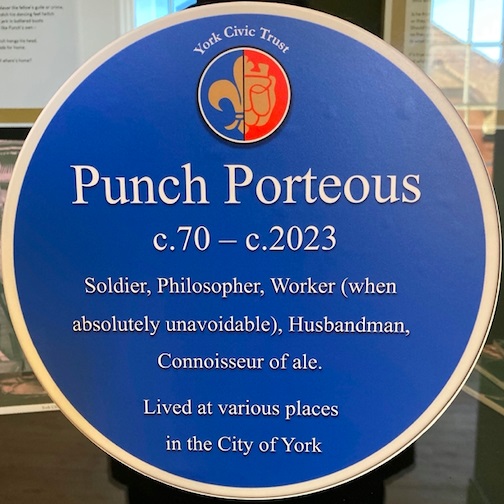 York Civic Trust
Punch Porteous
c.70 – c.2023
Soldier, Philosopher, Worker (when
absolutely unavoidable), Husbandman,
Connoisseur of ale.
Lived at various places
in the City of York